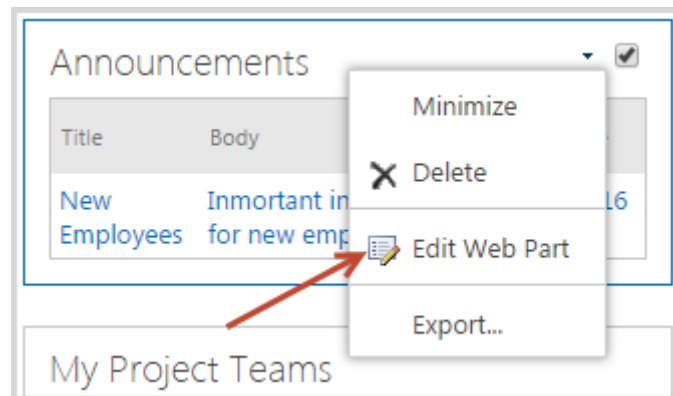 Announcements
Minimize
Title Body
Delete
New Inmortant in 16
Employees for new emp
Edit Web Part
Export...
My Project Teams